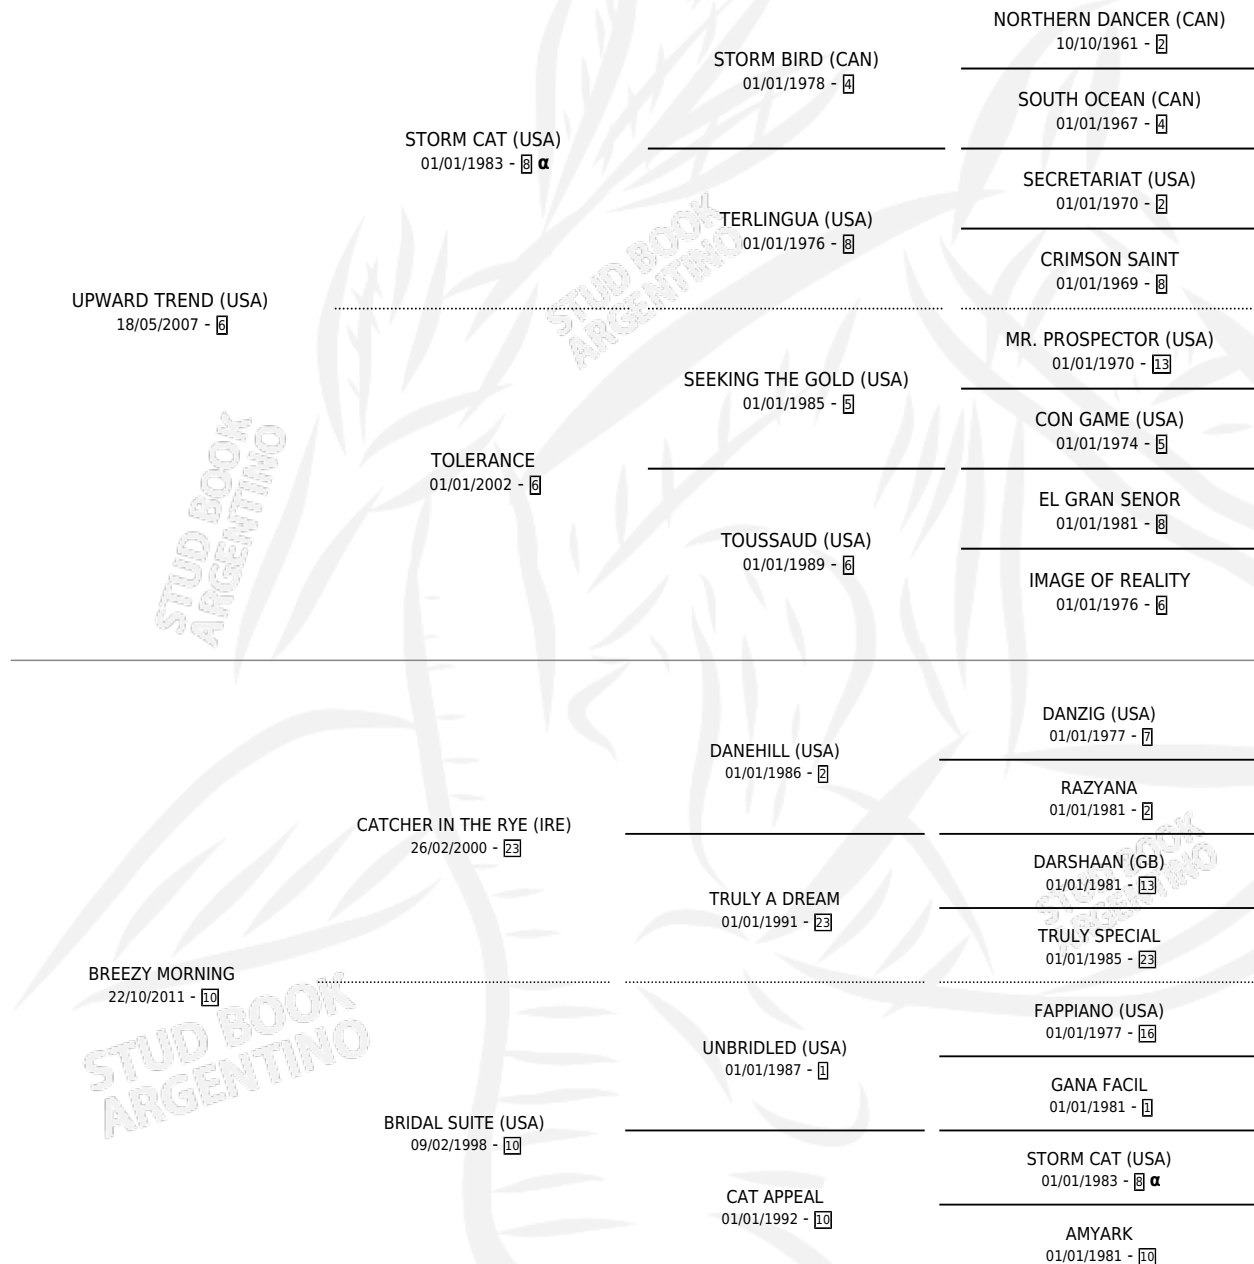 NORTHERN DANCER (CAN)
10/10/1961 - 2
STORM BIRD (CAN)
01/01/1978 - 4
SOUTH OCEAN (CAN)
01/01/1967 - 4
STORM CAT (USA)
01/01/1983 - 8 α
SECRETARIAT (USA)
01/01/1970 - 2
TERLINGUA (USA)
01/01/1976 - 8
CRIMSON SAINT
01/01/1969 - 8
UPWARD TREND (USA)
18/05/2007 - 6
MR. PROSPECTOR (USA)
01/01/1970 - 13
SEEKING THE GOLD (USA)
01/01/1985 - 5
CON GAME (USA)
01/01/1974 - 5
TOLERANCE
01/01/2002 - 6
EL GRAN SENOR
01/01/1981 - 8
TOUSSAUD (USA)
01/01/1989 - 6
IMAGE OF REALITY
01/01/1976 - 6
DANZIG (USA)
01/01/1977 - 7
DANEHILL (USA)
01/01/1986 - 2
RAZYANA
01/01/1981 - 2
CATCHER IN THE RYE (IRE)
26/02/2000 - 23
DARSHAAN (GB)
01/01/1981 - 13
TRULY A DREAM
01/01/1991 - 23
TRULY SPECIAL
01/01/1985 - 23
BREEZY MORNING
22/10/2011 - 10
FAPPIANO (USA)
01/01/1977 - 16
UNBRIDLED (USA)
01/01/1987 - 1
GANA FACIL
01/01/1981 - 1
BRIDAL SUITE (USA)
09/02/1998 - 10
STORM CAT (USA)
01/01/1983 - 8 α
CAT APPEAL
01/01/1992 - 10
AMYARK
01/01/1981 - 10
STUD BOOK
ARGENTINO
STUD BOOK
ARGENTINO
STUD BOOK
ARGENTINO
STUD BOOK
ARGENTINO